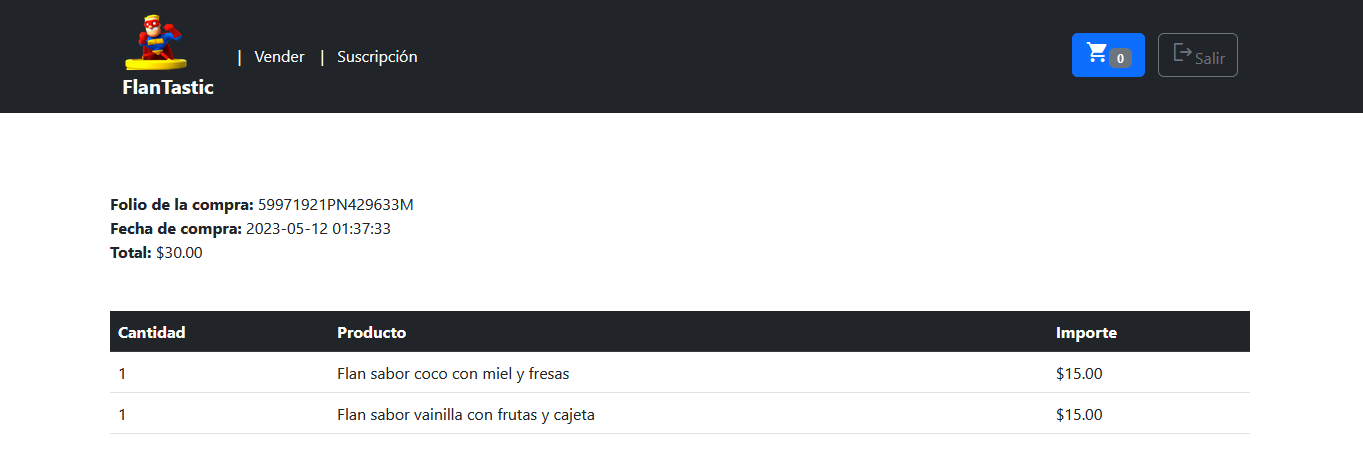 FlanTastic
| Vender | Suscripción
0
Salir
Folio de la compra: 59971921PN429633M
Fecha de compra: 2023-05-12 01:37:33
Total: $30.00
Cantidad Producto Importe
1 Flan sabor coco con miel y fresas $15.00
1 Flan sabor vainilla con frutas y cajeta $15.00